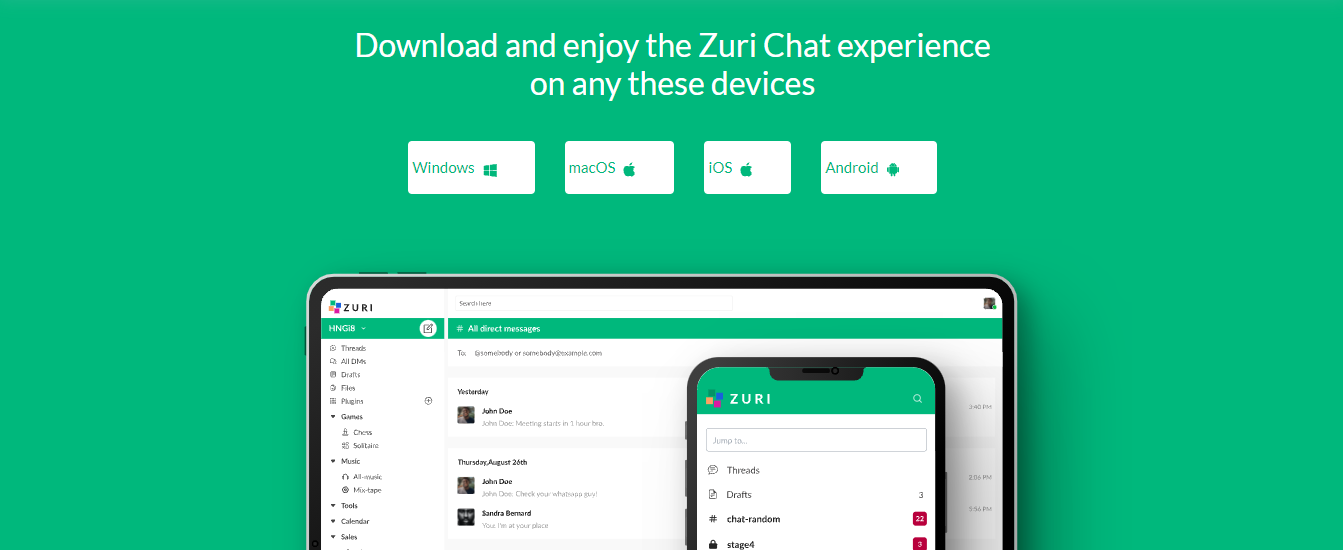 Download and enjoy the Zuri Chat experience
on any these devices
Windows
macOS
iOS
Android
ZURI
Search here
HNGi8
# All direct messages
Threads
All DMs
Drafts
Files
Plugins
Games
Chess
Solitaire
Music
All-music
Mix-tape
Tools
Calendar
Sales
To: @somebody or somebody@example.com
Yesterday
John Doe
John Doe: Meeting starts in 1 hour bro.
3:40 PM
Thursday,August 26th
John Doe
John Doe: Check your whatsapp guy!
2:06 PM
Sandra Bernard
You: I'm at your place
5:56 PM
ZURI
Jump to...
Threads
Drafts 3
# chat-random 22
stage4 3